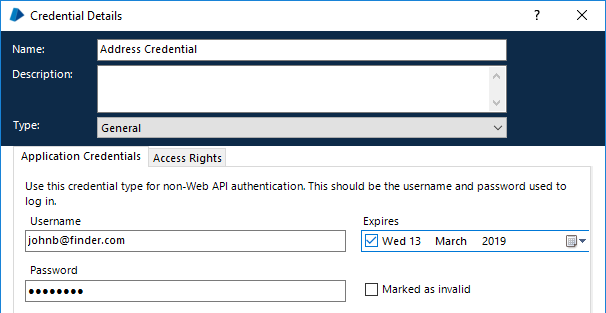 Credential Details
Name:
Address Credential
Description:
Type:
General
Application Credentials
Access Rights
Use this credential type for non-Web API authentication. This should be the username and password used to
log in.
Username
Expires
johnb@finder.com
Wed 13 March 2019
Password
●●●●●●●●
Marked as invalid